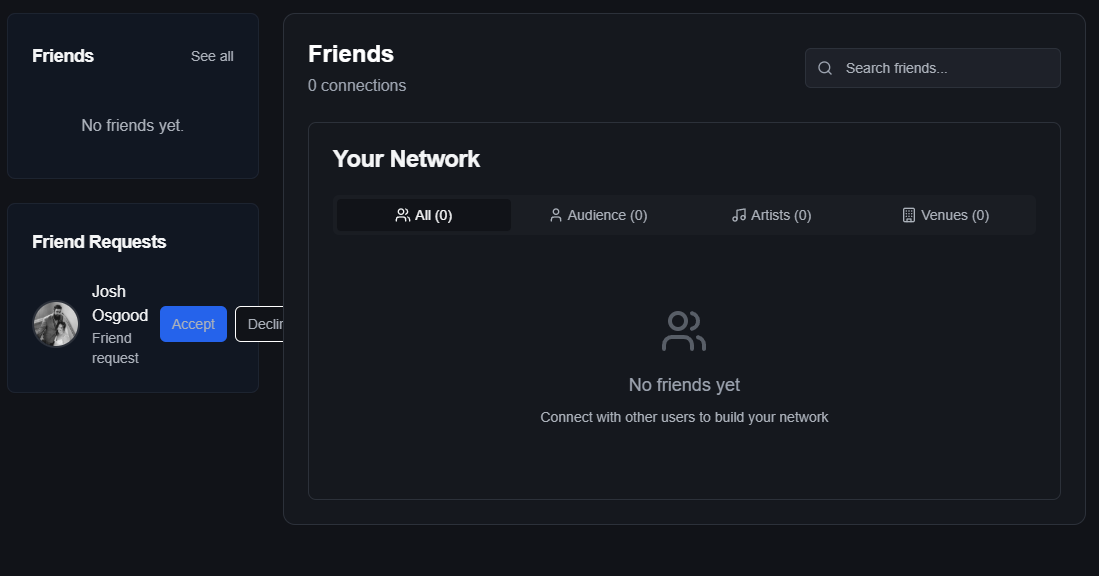 Friends
See all
No friends yet.
Friend Requests
Josh
Osgood
Friend
request
Accept
Friends
0 connections
Search friends...
Your Network
All (0)
Audience (0)
Artists (0)
Venues (0)
No friends yet
Connect with other users to build your network